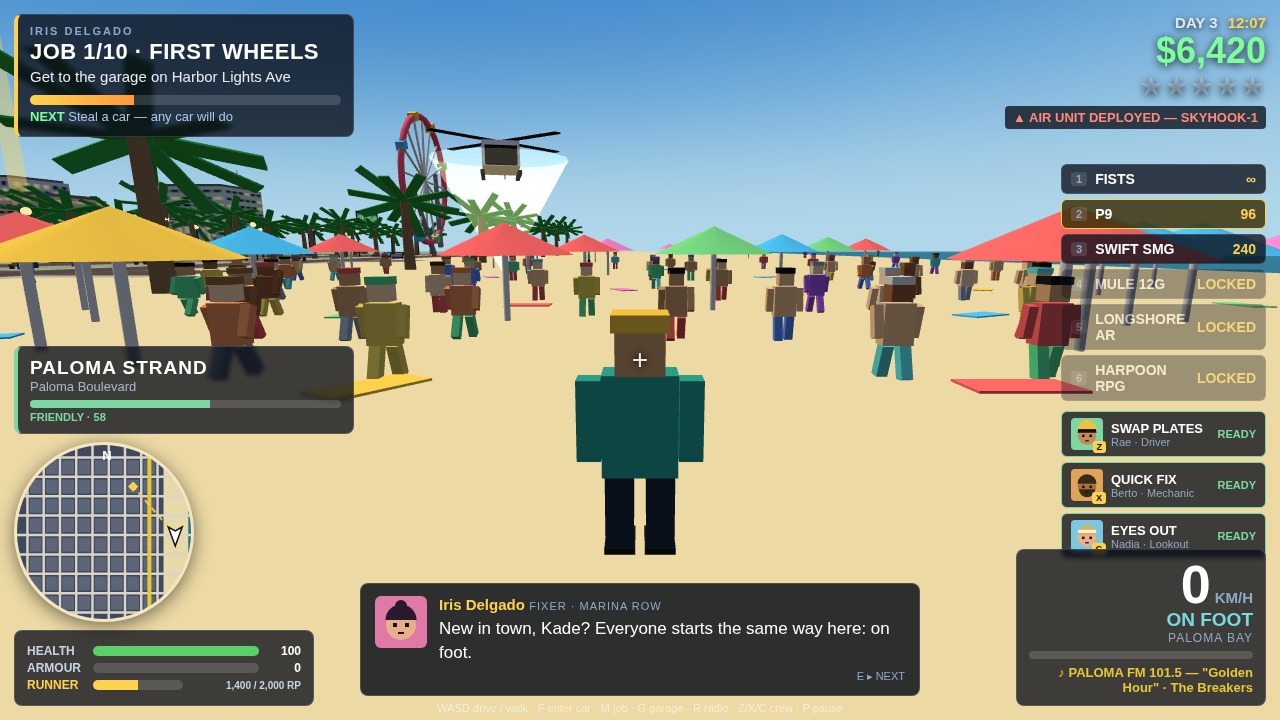 IRIS DELGADO
JOB 1/10 · FIRST WHEELS
Get to the garage on Harbor Lights Ave
NEXT Steal a car — any car will do
DAY 3 12:07
$6,420
▲ AIR UNIT DEPLOYED — SKYHOOK-1
1 FISTS ∞
2 P9 96
3 SWIFT SMG 240
4 MULE 12G LOCKED
5 LONGSHORE AR LOCKED
6 HARPOON RPG LOCKED
PALOMA STRAND
Paloma Boulevard
FRIENDLY · 58
N
SWAP PLATES
Rae · Driver
READY
Z
QUICK FIX
Berto · Mechanic
READY
X
EYES OUT
Nadia · Lookout
READY
HEALTH 100
ARMOUR 0
RUNNER 1,400 / 2,000 RP
Iris Delgado FIXER · MARINA ROW
New in town, Kade? Everyone starts the same way here: on
foot.
E ▸ NEXT
0 KM/H
ON FOOT
PALOMA BAY
♪ PALOMA FM 101.5 — "Golden
Hour" · The Breakers
WASD drive / walk · F enter car · M job · G garage · R radio · Z/X/C crew · P pause